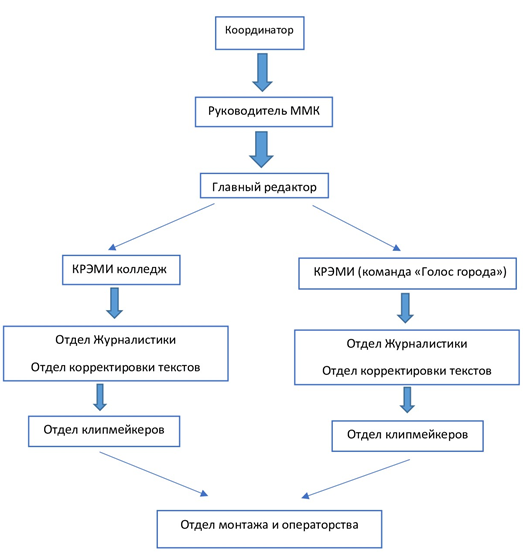 Координатор
Руководитель ММК
Главный редактор
КРЭМИ колледж
КРЭМИ (команда «Голос города»)
Отдел Журналистики
Отдел корректировки текстов
Отдел Журналистики
Отдел корректировки текстов
Отдел клипмейкеров
Отдел клипмейкеров
Отдел монтажа и операторства